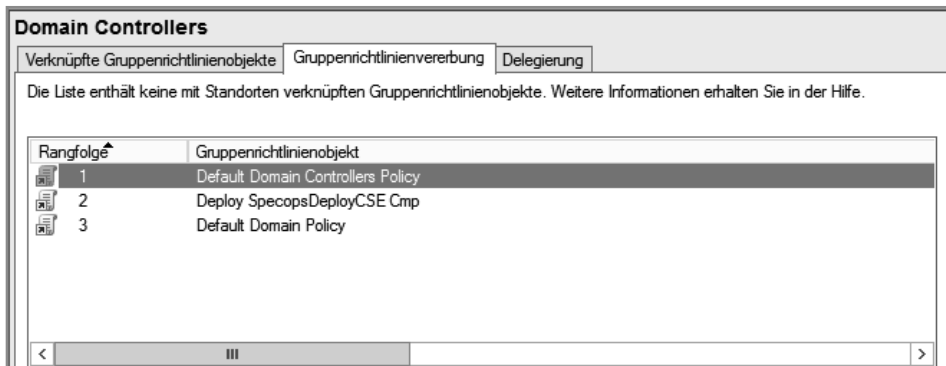 Domain Controllers
Verknüpfte Gruppenrichtlinienobjekte Gruppenrichtlinienvererbung Delegierung
Die Liste enthält keine mit Standorten verknüpften Gruppenrichtlinienobjekte. Weitere Informationen erhalten Sie in der Hilfe.
Rangfolge Gruppenrichtlinienobjekt
1 Default Domain Controllers Policy
2 Deploy SpecopsDeployCSE Cmp
3 Default Domain Policy